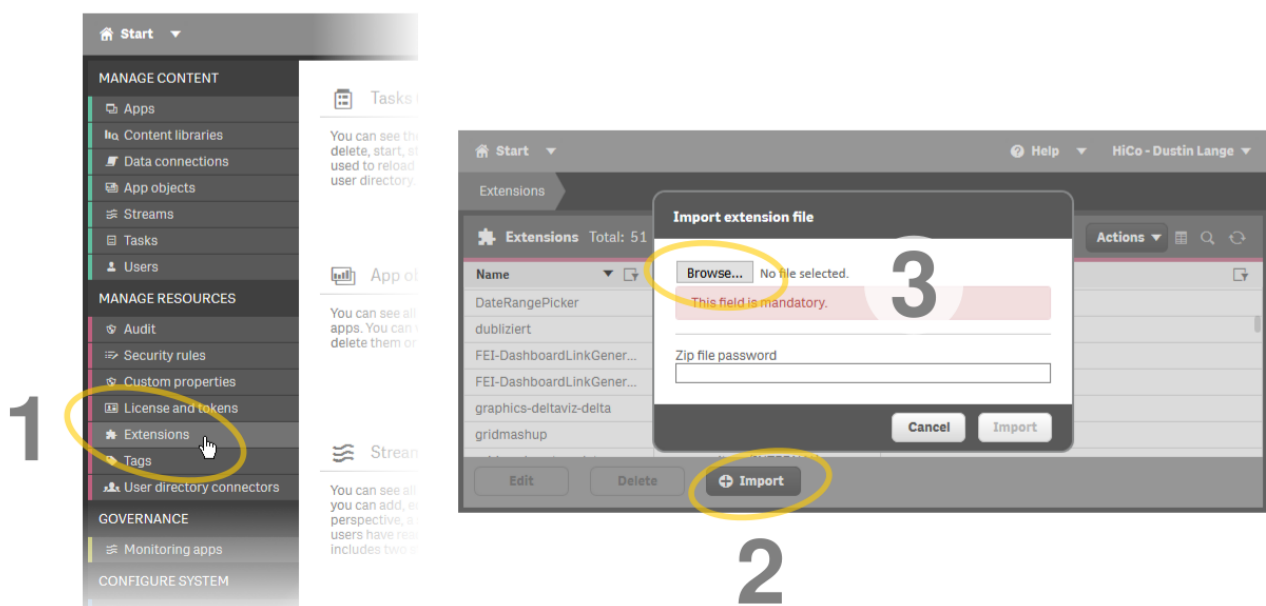 Start
MANAGE CONTENT
Apps
Content libraries
Data connections
App objects
Streams
Tasks
Users
MANAGE RESOURCES
Audit
Security rules
Custom properties
License and tokens
Extensions
Tags
User directory connectors
GOVERNANCE
Monitoring apps
CONFIGURE SYSTEM
1
Tasks
You can see the
delete, start, s
used to reload
user directory.
App ob
You can see all
apps. You can
delete them or
Stream
You can see all
you can add, e
perspective, a
users have rea
includes two s
Start
Help
HiCo - Dustin Lange
Extensions
Extensions Total: 51
Actions
Name
DateRangePicker
dubliziert
FEI-DashboardLinkGener...
FEI-DashboardLinkGener...
graphics-deltaviz-delta
gridmashup
Import extension file
Browse... No file selected.
3
This field is mandatory.
Zip file password
Cancel Import
Edit Delete Import
2